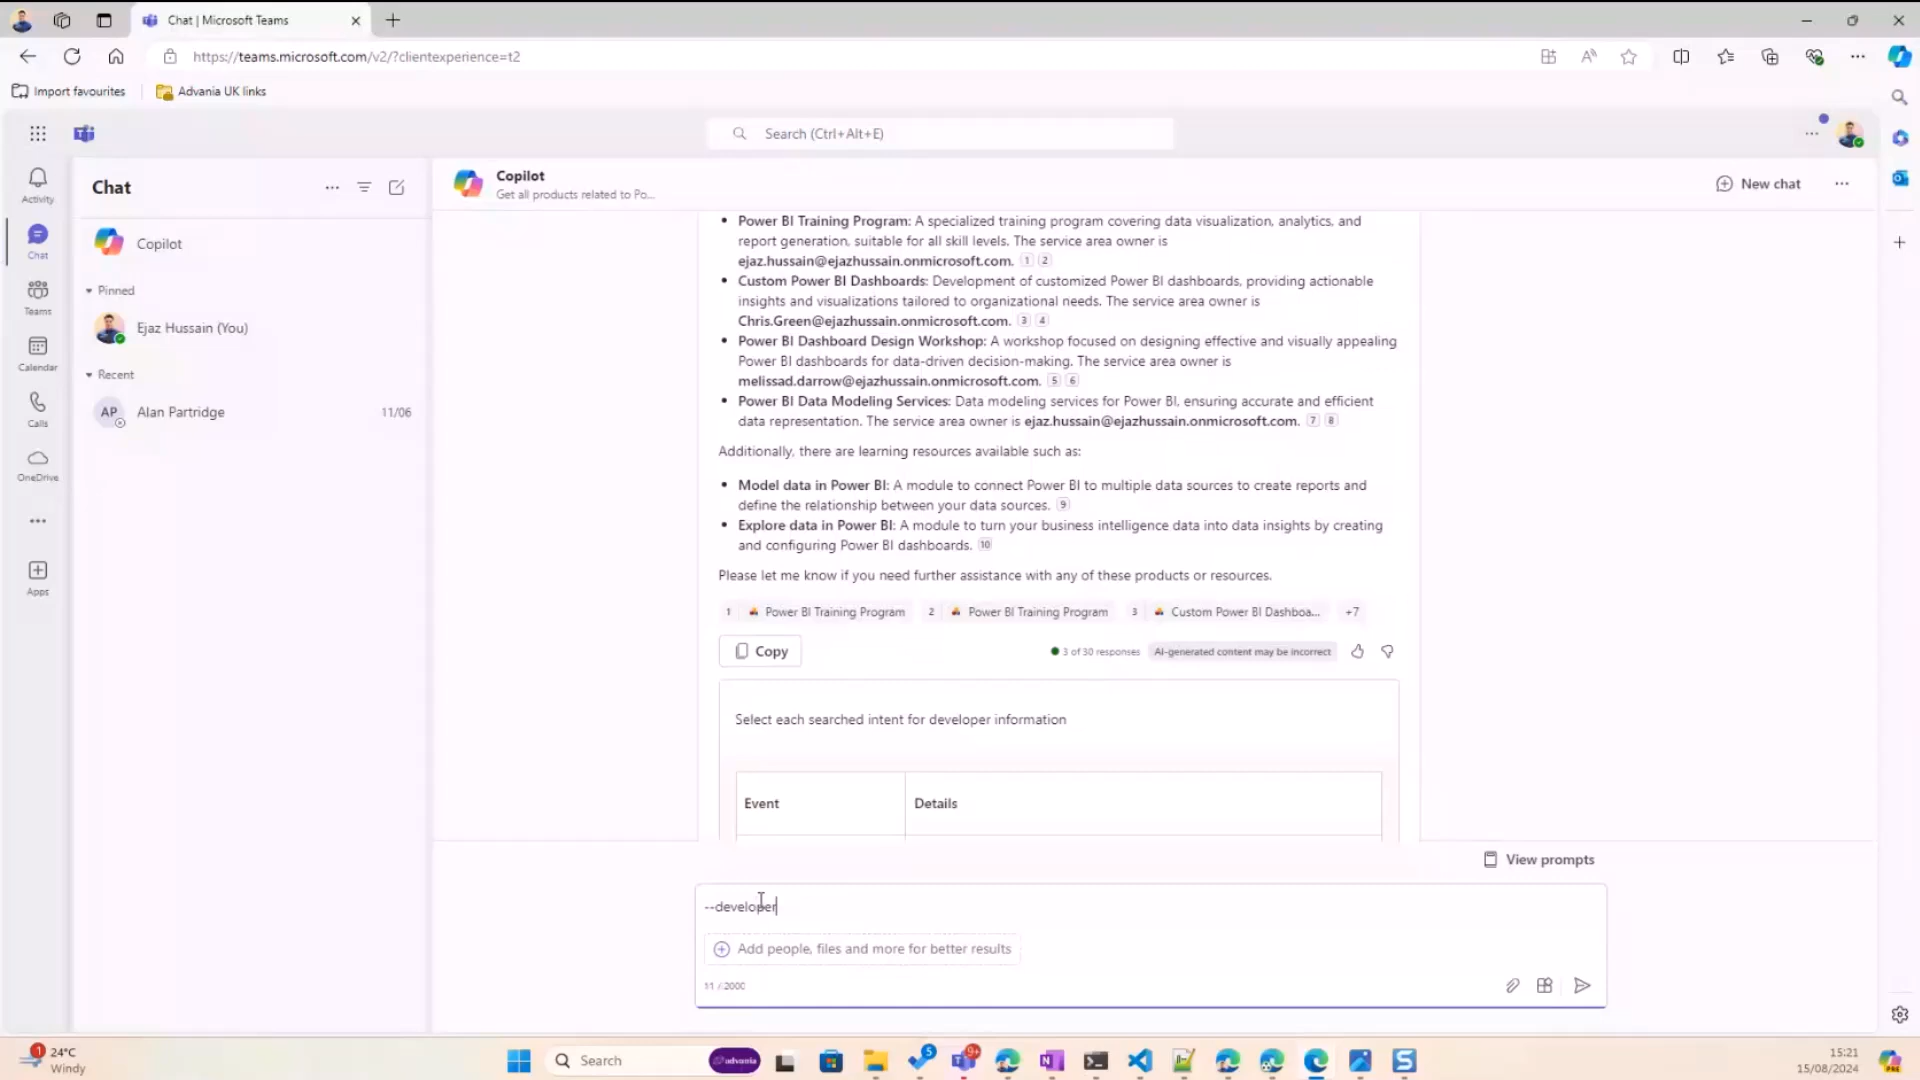 Chat | Microsoft Teams
https://teams.microsoft.com/v2/?clientexperience=t2
Import favourites
Advania UK links
Search (Ctrl+Alt+E)
Activity
Chat
Teams
Calendar
Calls
OneDrive
Apps
Chat
Copilot
Pinned
Ejaz Hussain (You)
Recent
AP
Alan Partridge
11/06
Copilot
Get all products related to Po...
New chat
• Power BI Training Program: A specialized training program covering data visualization, analytics, and
report generation, suitable for all skill levels. The service area owner is
ejaz.hussain@ejazhussain.onmicrosoft.com. 1 2
• Custom Power BI Dashboards: Development of customized Power BI dashboards, providing actionable
insights and visualizations tailored to organizational needs. The service area owner is
Chris.Green@ejazhussain.onmicrosoft.com. 3 4
• Power BI Dashboard Design Workshop: A workshop focused on designing effective and visually appealing
Power BI dashboards for data-driven decision-making. The service area owner is
melissad.darrow@ejazhussain.onmicrosoft.com. 5 6
• Power BI Data Modeling Services: Data modeling services for Power BI, ensuring accurate and efficient
data representation. The service area owner is ejaz.hussain@ejazhussain.onmicrosoft.com. 7 8
Additionally, there are learning resources available such as:
• Model data in Power BI: A module to connect Power BI to multiple data sources to create reports and
define the relationship between your data sources. 9
• Explore data in Power BI: A module to turn your business intelligence data into data insights by creating
and configuring Power BI dashboards. 10
Please let me know if you need further assistance with any of these products or resources.
1 Power BI Training Program 2 Power BI Training Program 3 Custom Power BI Dashboa... +7
Copy
3 of 30 responses
AI-generated content may be incorrect
Select each searched intent for developer information
Event
Details
View prompts
--developer
Add people, files and more for better results
11 / 2000
1
24°C
Windy
Search
advania
5
9+
15:21
15/08/2024
PRE